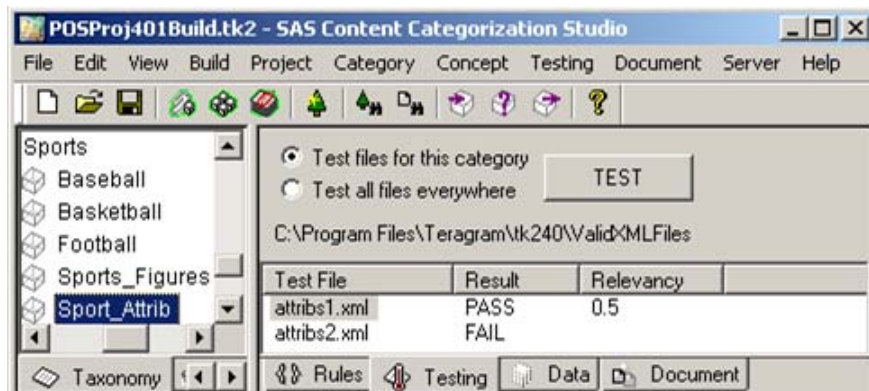 POSProj401Build.tk2 - SAS Content Categorization Studio
File Edit View Build Project Category Concept Testing Document Server Help
Sports
Baseball
Basketball
Football
Sports_Figures
Sport_Attrib
Taxonomy
Test files for this category
Test all files everywhere
TEST
C:\Program Files\Teragram\tk240\ValidXMLFiles
Test File Result Relevancy
attribs1.xml PASS 0.5
attribs2.xml FAIL
Rules Testing Data Document